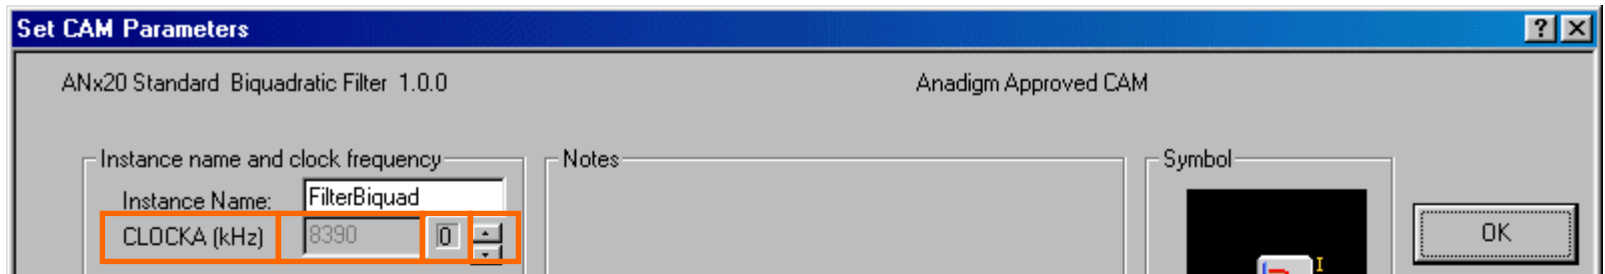 Set CAM Parameters
ANx20 Standard Biquadratic Filter 1.0.0 Anadigm Approved CAM
Instance name and clock frequency Notes Symbol
Instance Name: FilterBiquad
CLOCKA (kHz) 8390 0 OK
I